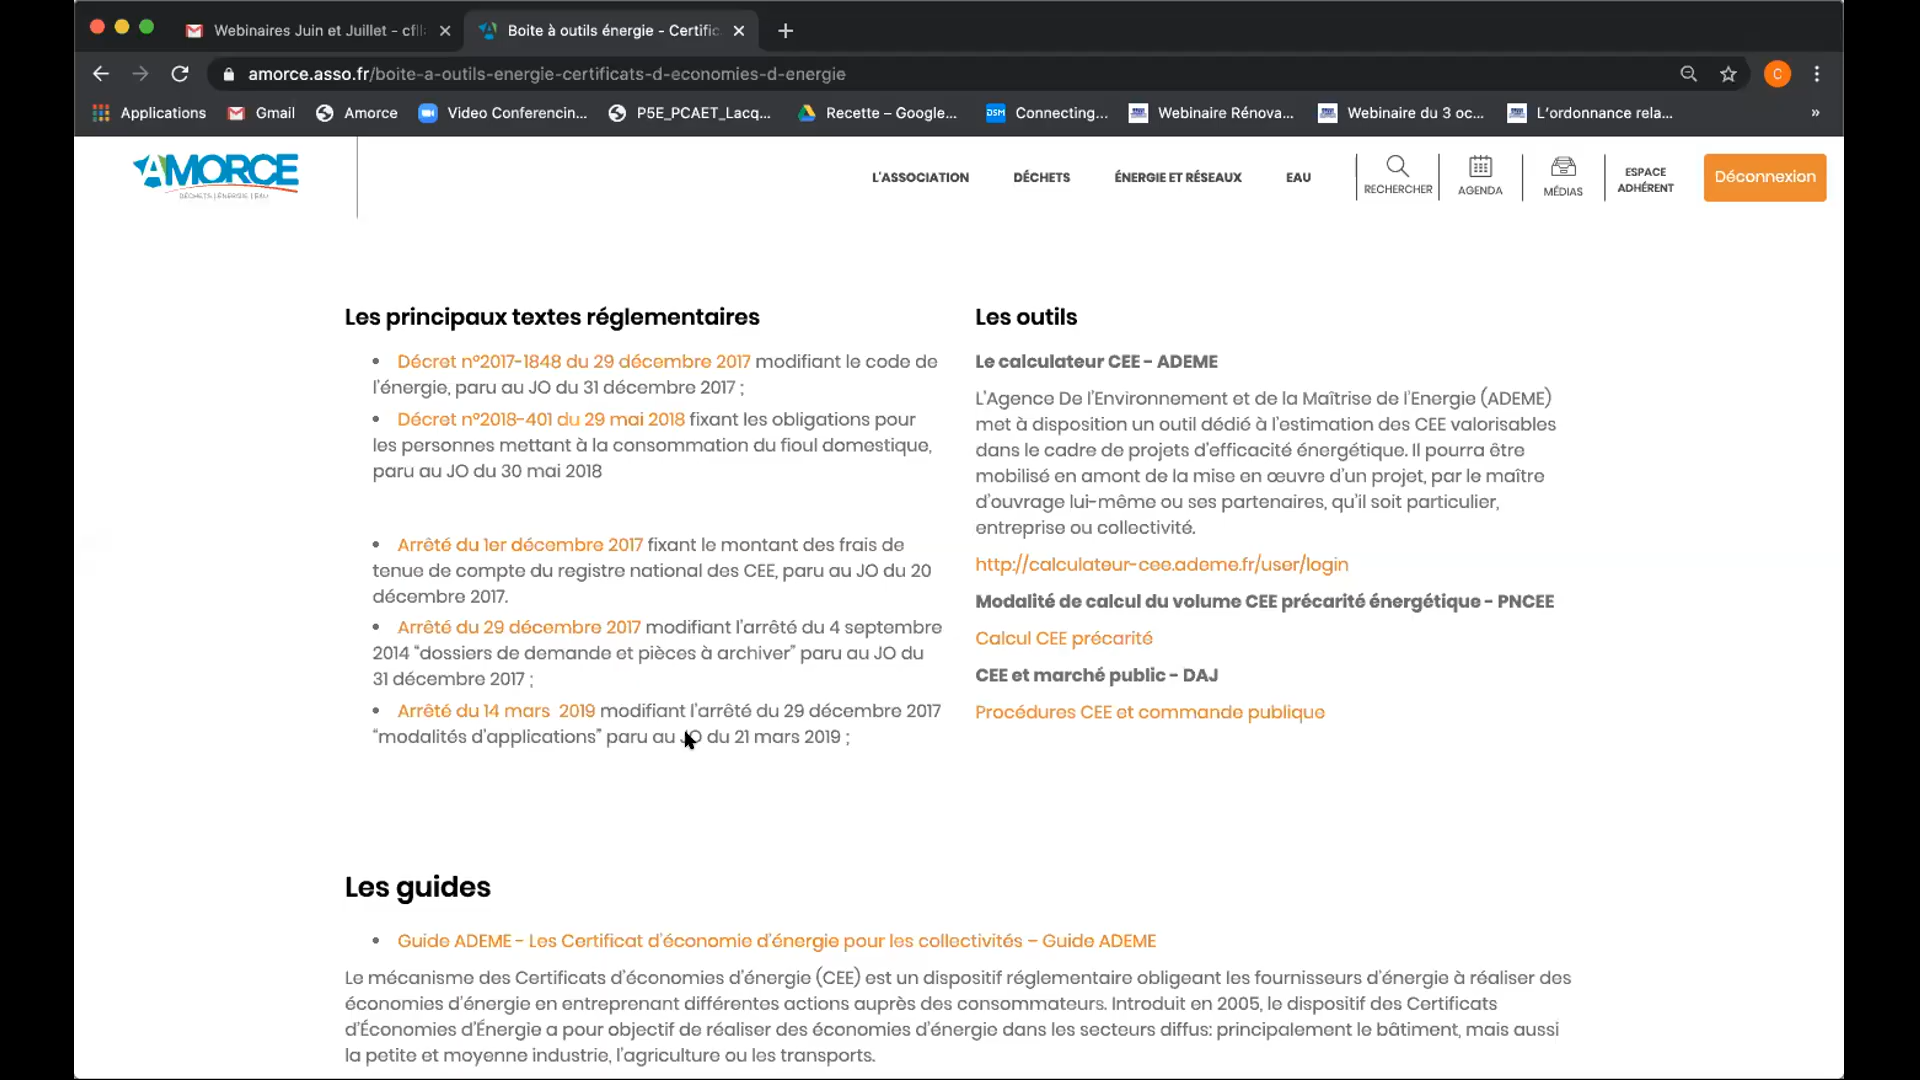 Webinaires Juin et Juillet - cfl
Boite à outils énergie - Certific
amorce.asso.fr/boite-a-outils-energie-certificats-d-economies-d-energie
C
Applications
Gmail
Amorce
Video Conferencin...
P5E_PCAET_Lacq...
Recette – Google...
DSM
Connecting...
Webinaire Rénova...
Webinaire du 3 oc...
L'ordonnance rela...
»
AMORCE
DÉCHETS | ÉNERGIE | EAU
L'ASSOCIATION
DÉCHETS
ÉNERGIE ET RÉSEAUX
EAU
RECHERCHER
AGENDA
MÉDIAS
ESPACE
ADHÉRENT
Déconnexion
Les principaux textes réglementaires
• Décret n°2017-1848 du 29 décembre 2017 modifiant le code de
l'énergie, paru au JO du 31 décembre 2017 ;
• Décret n°2018-401 du 29 mai 2018 fixant les obligations pour
les personnes mettant à la consommation du fioul domestique,
paru au JO du 30 mai 2018
• Arrêté du 1er décembre 2017 fixant le montant des frais de
tenue de compte du registre national des CEE, paru au JO du 20
décembre 2017.
• Arrêté du 29 décembre 2017 modifiant l'arrêté du 4 septembre
2014 “dossiers de demande et pièces à archiver” paru au JO du
31 décembre 2017 ;
• Arrêté du 14 mars 2019 modifiant l'arrêté du 29 décembre 2017
“modalités d'applications” paru au JO du 21 mars 2019 ;
Les outils
Le calculateur CEE - ADEME
L'Agence De l'Environnement et de la Maîtrise de l'Energie (ADEME)
met à disposition un outil dédié à l'estimation des CEE valorisables
dans le cadre de projets d'efficacité énergétique. Il pourra être
mobilisé en amont de la mise en œuvre d'un projet, par le maître
d'ouvrage lui-même ou ses partenaires, qu'il soit particulier,
entreprise ou collectivité.
http://calculateur-cee.ademe.fr/user/login
Modalité de calcul du volume CEE précarité énergétique - PNCEE
Calcul CEE précarité
CEE et marché public - DAJ
Procédures CEE et commande publique
Les guides
• Guide ADEME - Les Certificat d'économie d'énergie pour les collectivités – Guide ADEME
Le mécanisme des Certificats d'économies d'énergie (CEE) est un dispositif réglementaire obligeant les fournisseurs d'énergie à réaliser des
économies d'énergie en entreprenant différentes actions auprès des consommateurs. Introduit en 2005, le dispositif des Certificats
d'Économies d'Énergie a pour objectif de réaliser des économies d'énergie dans les secteurs diffus: principalement le bâtiment, mais aussi
la petite et moyenne industrie, l'agriculture ou les transports.